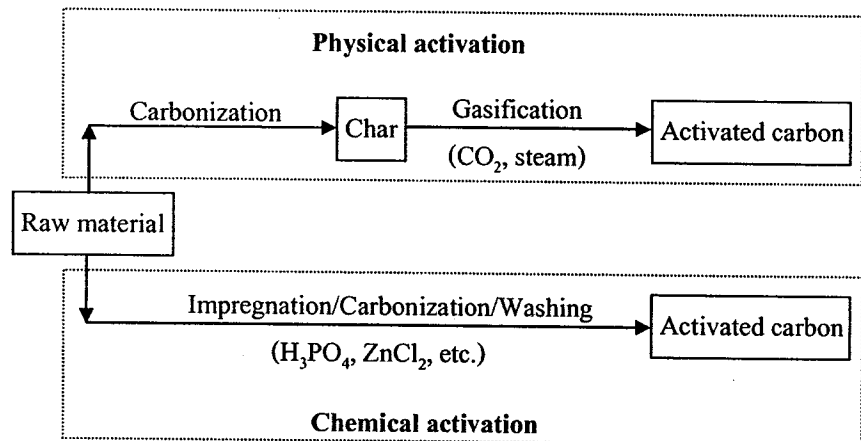 Physical activation
Carbonization
Char
Gasification
(CO₂, steam)
Activated carbon
Raw material
Impregnation/Carbonization/Washing
(H₃PO₄, ZnCl₂, etc.)
Activated carbon
Chemical activation